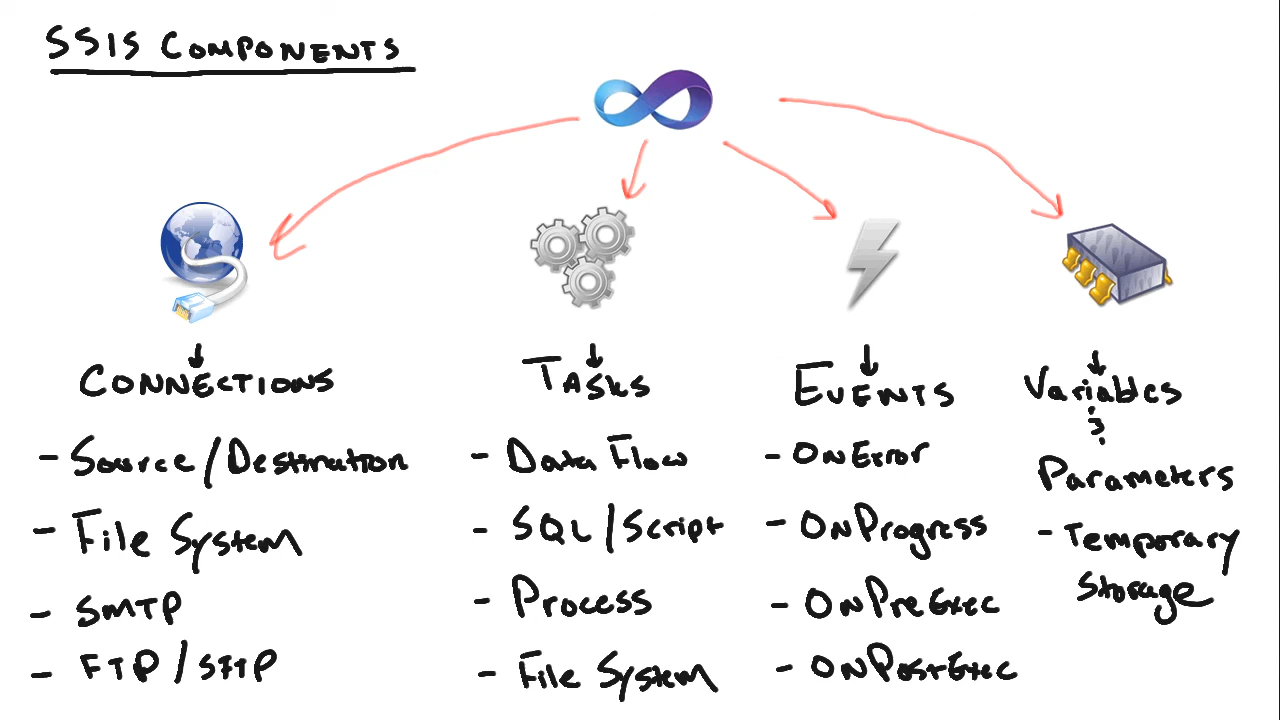 SSIS COMPONENTS
CONNECTIONS
- Source/Destination
- File System
- SMTP
- FTP/SFTP
TASKS
- Data Flow
- SQL/Script
- Process
- File System
EVENTS
- ONERROR
- ONProgress
- ONPREEXEC
- ONPOSTEXEC
Variables
&
Parameters
- Temporary
Storage